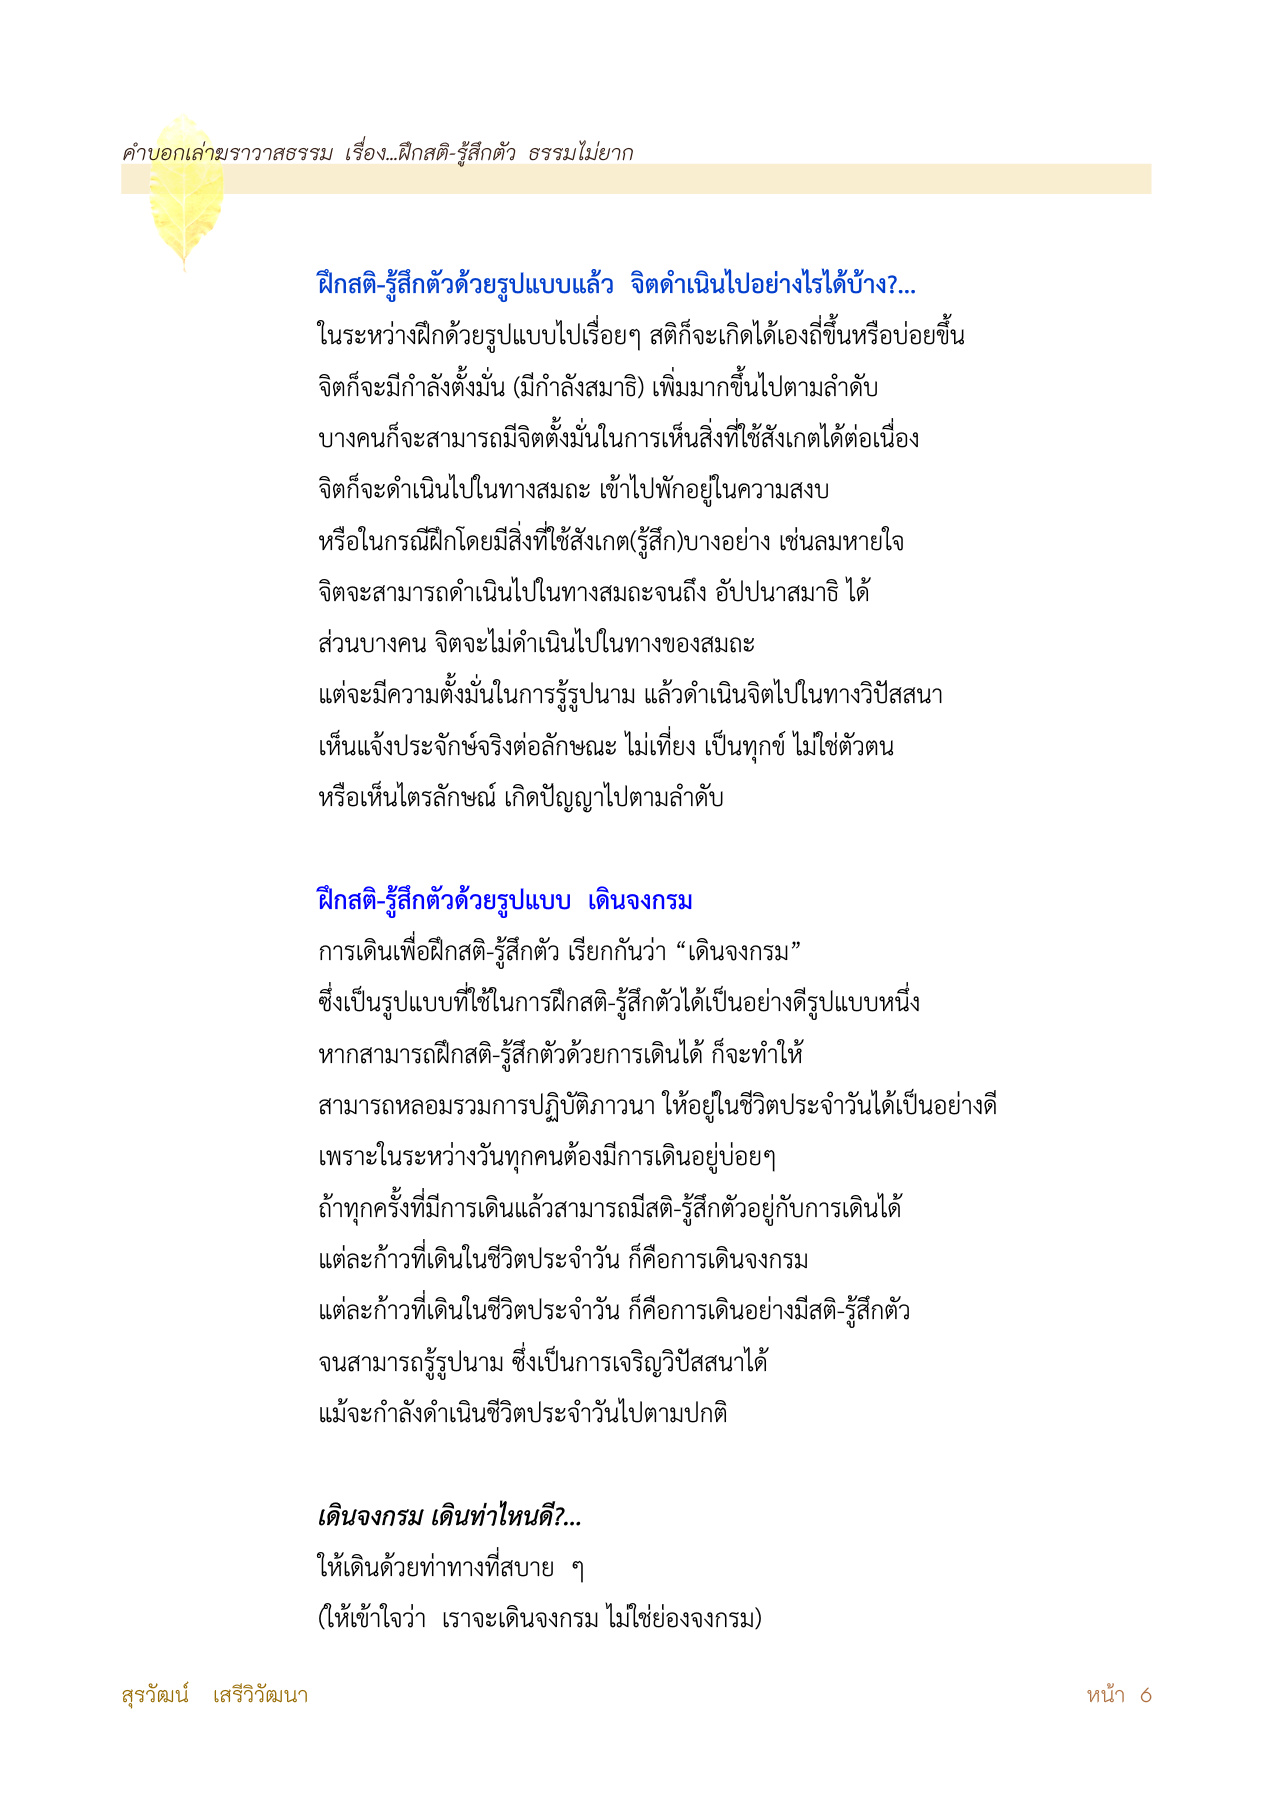 คำบอกเล่าฆราวาสธรรม เรื่อง...ฝึกสติ-รู้สึกตัว ธรรมไม่ยาก
ฝึกสติ-รู้สึกตัวด้วยรูปแบบแล้ว จิตดำเนินไปอย่างไรได้บ้าง?...
ในระหว่างฝึกด้วยรูปแบบไปเรื่อยๆ สติก็จะเกิดได้เองถี่ขึ้นหรือบ่อยขึ้น
จิตก็จะมีกำลังตั้งมั่น (มีกำลังสมาธิ) เพิ่มมากขึ้นไปตามลำดับ
บางคนก็จะสามารถมีจิตตั้งมั่นในการเห็นสิ่งที่ใช้สังเกตได้ต่อเนื่อง
จิตก็จะดำเนินไปในทางสมถะ เข้าไปพักอยู่ในความสงบ
หรือในกรณีฝึกโดยมีสิ่งที่ใช้สังเกต(รู้สึก)บางอย่าง เช่นลมหายใจ
จิตจะสามารถดำเนินไปในทางสมถะจนถึง อัปปนาสมาธิ ได้
ส่วนบางคน จิตจะไม่ดำเนินไปในทางของสมถะ
แต่จะมีความตั้งมั่นในการรู้รูปนาม แล้วดำเนินจิตไปในทางวิปัสสนา
เห็นแจ้งประจักษ์จริงต่อลักษณะ ไม่เที่ยง เป็นทุกข์ ไม่ใช่ตัวตน
หรือเห็นไตรลักษณ์ เกิดปัญญาไปตามลำดับ
ฝึกสติ-รู้สึกตัวด้วยรูปแบบ เดินจงกรม
การเดินเพื่อฝึกสติ-รู้สึกตัว เรียกกันว่า “เดินจงกรม”
ซึ่งเป็นรูปแบบที่ใช้ในการฝึกสติ-รู้สึกตัวได้เป็นอย่างดีรูปแบบหนึ่ง
หากสามารถฝึกสติ-รู้สึกตัวด้วยการเดินได้ ก็จะทำให้
สามารถหลอมรวมการปฏิบัติภาวนา ให้อยู่ในชีวิตประจำวันได้เป็นอย่างดี
เพราะในระหว่างวันทุกคนต้องมีการเดินอยู่บ่อยๆ
ถ้าทุกครั้งที่มีการเดินแล้วสามารถมีสติ-รู้สึกตัวอยู่กับการเดินได้
แต่ละก้าวที่เดินในชีวิตประจำวัน ก็คือการเดินจงกรม
แต่ละก้าวที่เดินในชีวิตประจำวัน ก็คือการเดินอย่างมีสติ-รู้สึกตัว
จนสามารถรู้รูปนาม ซึ่งเป็นการเจริญวิปัสสนาได้
แม้จะกำลังดำเนินชีวิตประจำวันไปตามปกติ
เดินจงกรม เดินท่าไหนดี?...
ให้เดินด้วยท่าทางที่สบาย ๆ
(ให้เข้าใจว่า เราจะเดินจงกรม ไม่ใช่ย่องจงกรม)
สุรวัฒน์ เสรีวิวัฒนา หน้า 6